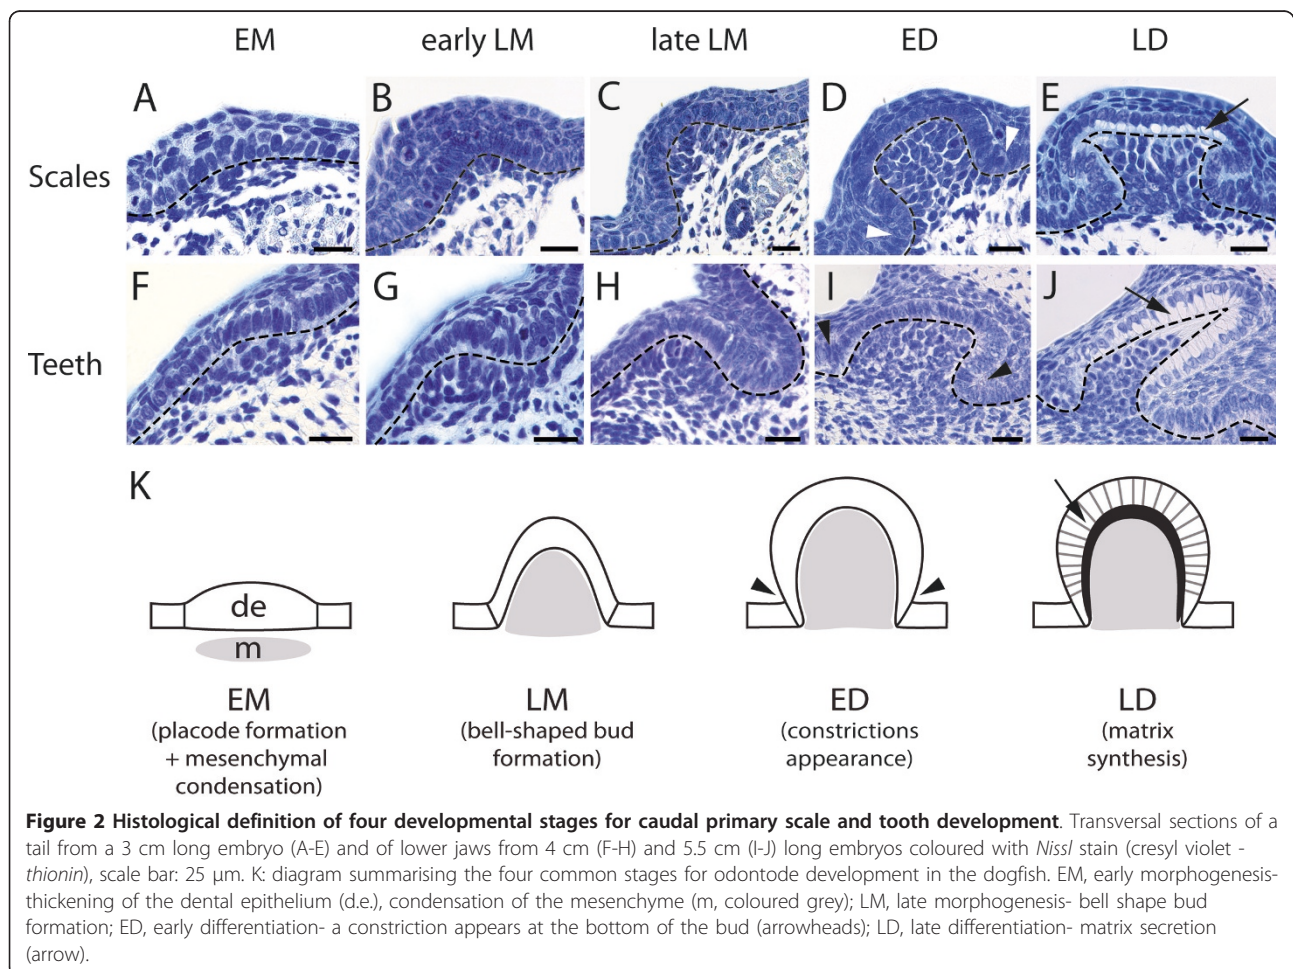 EM early LM late LM ED LD
A B C D E
Scales
F G H I J
Teeth
K
de
m
EM LM ED LD
(placode formation (bell-shaped bud (constrictions (matrix
+ mesenchymal formation) appearance) synthesis)
condensation)
Figure 2 Histological definition of four developmental stages for caudal primary scale and tooth development. Transversal sections of a
tail from a 3 cm long embryo (A-E) and of lower jaws from 4 cm (F-H) and 5.5 cm (I-J) long embryos coloured with Nissl stain (cresyl violet -
thionin), scale bar: 25 μm. K: diagram summarising the four common stages for odontode development in the dogfish. EM, early morphogenesis-
thickening of the dental epithelium (d.e.), condensation of the mesenchyme (m, coloured grey); LM, late morphogenesis- bell shape bud
formation; ED, early differentiation- a constriction appears at the bottom of the bud (arrowheads); LD, late differentiation- matrix secretion
(arrow).